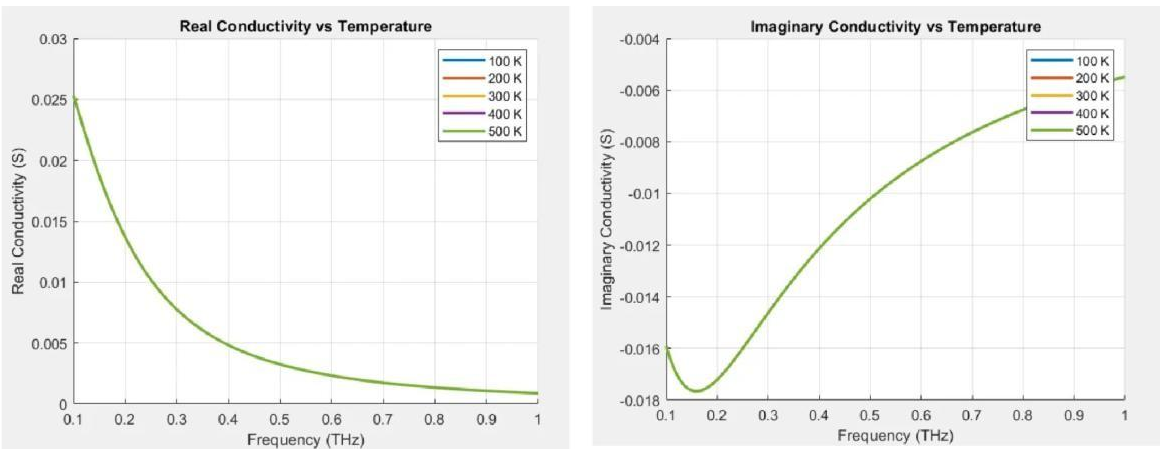 Real Conductivity vs Temperature
0.03
0.025
0.02
0.015
0.01
0.005
0
0.1 0.2 0.3 0.4 0.5 0.6 0.7 0.8 0.9 1
Frequency (THz)
Real Conductivity (S)
100 K
200 K
300 K
400 K
500 K
Imaginary Conductivity vs Temperature
-0.004
-0.006
-0.008
-0.01
-0.012
-0.014
-0.016
-0.018
0.1 0.2 0.3 0.4 0.5 0.6 0.7 0.8 0.9 1
Frequency (THz)
Imaginary Conductivity (S)
100 K
200 K
300 K
400 K
500 K